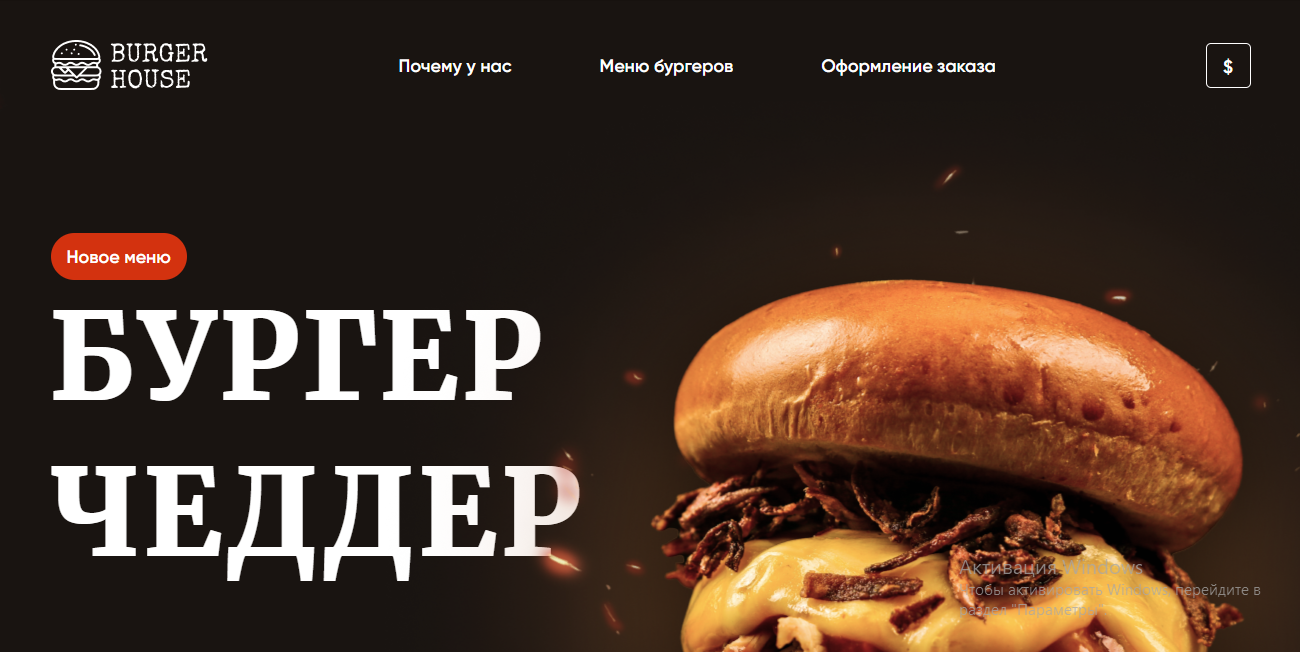 BURGER
HOUSE
Почему у нас
Меню бургеров
Оформление заказа
$
Новое меню
БУРГЕР
ЧЕДДЕР
Активация Windows
Чтобы активировать Windows, перейдите в
раздел "Параметры".